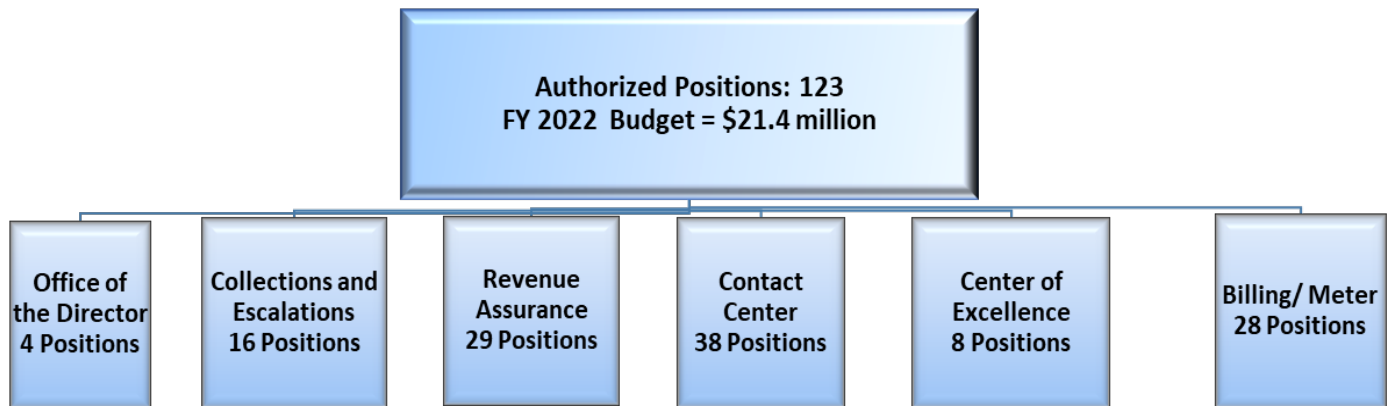 Authorized Positions: 123
FY 2022 Budget = $21.4 million
Office of
the Director
4 Positions
Collections and
Escalations
16 Positions
Revenue
Assurance
29 Positions
Contact
Center
38 Positions
Center of
Excellence
8 Positions
Billing/ Meter
28 Positions